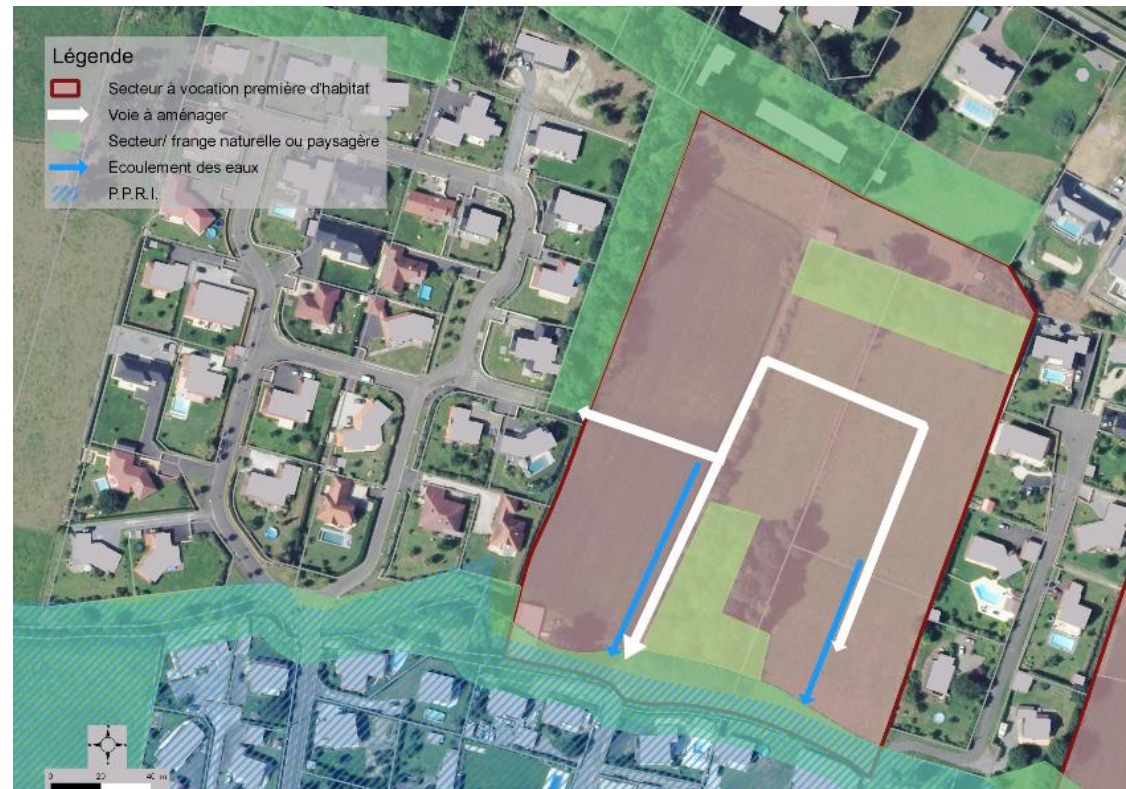 Légende
Secteur à vocation première d'habitat
Voie à aménager
Secteur/ frange naturelle ou paysagère
Ecoulement des eaux
P.P.R.I.
0 20 40 m